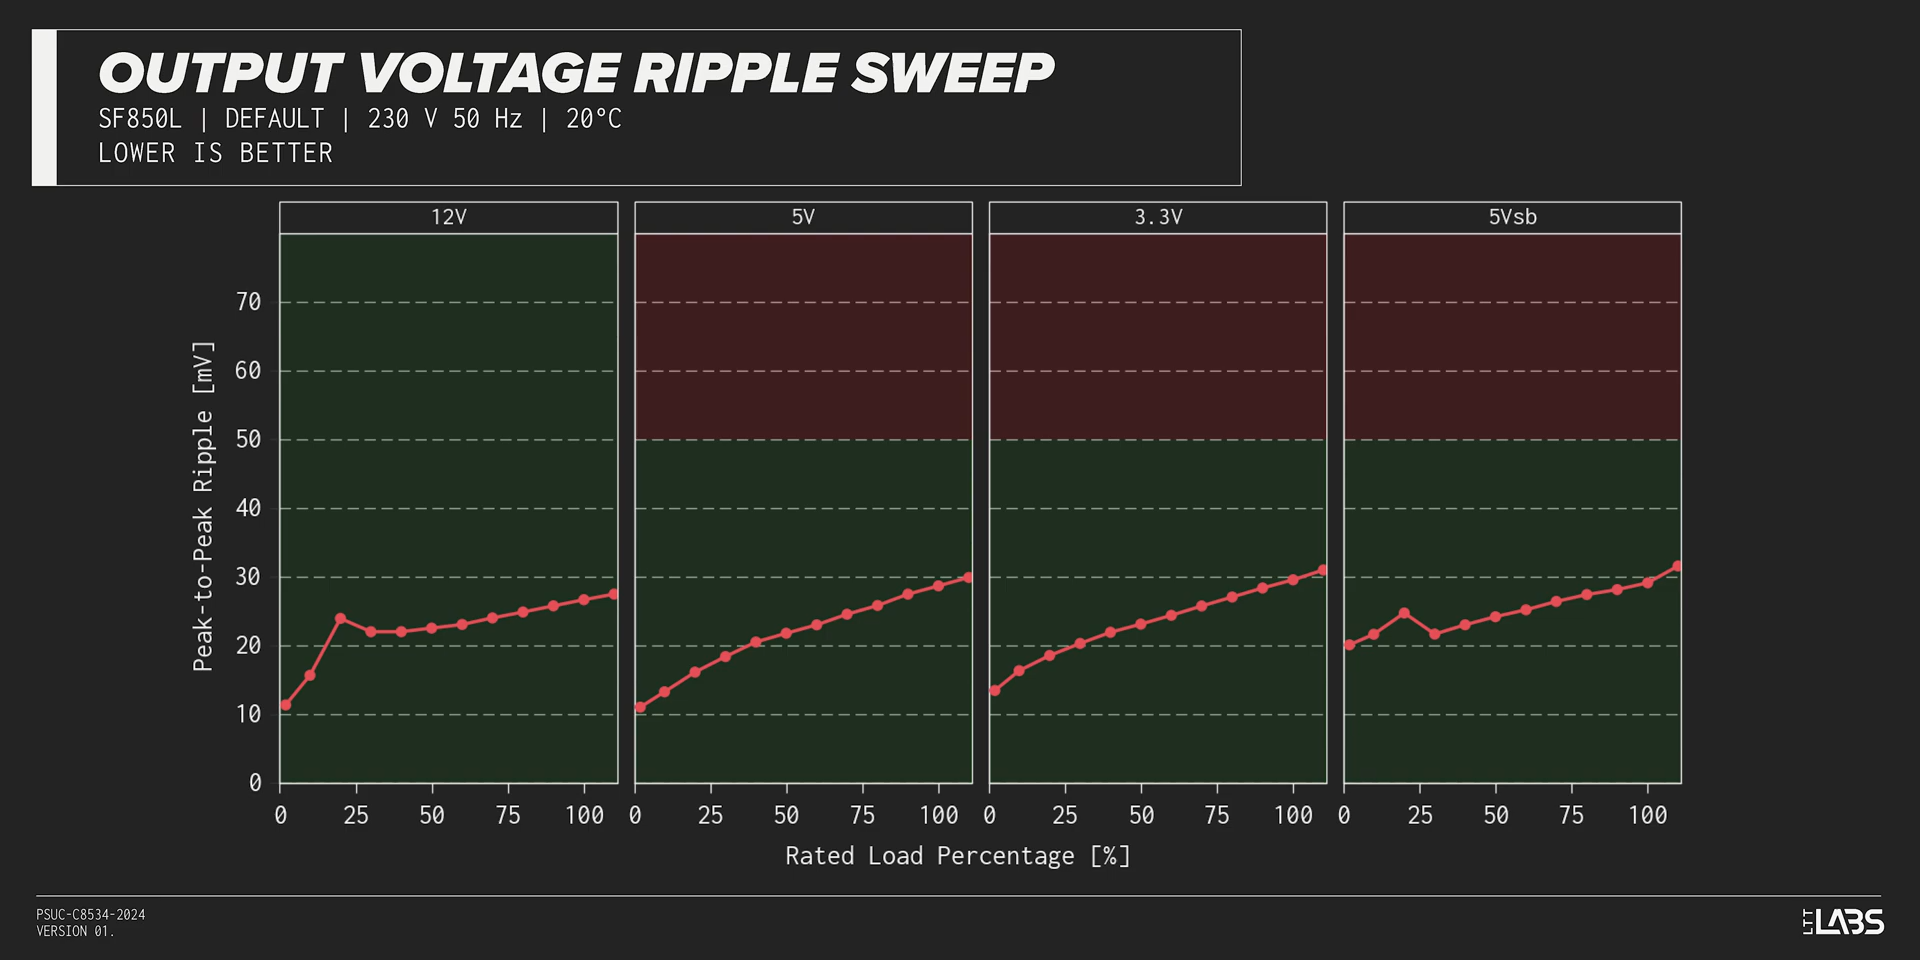 OUTPUT VOLTAGE RIPPLE SWEEP
SF850L | DEFAULT | 230 V 50 Hz | 20°C
LOWER IS BETTER
12V 5V 3.3V 5Vsb
70
60
50
40
30
20
10
0
Peak-to-Peak Ripple [mV]
0 25 50 75 100 0 25 50 75 100 0 25 50 75 100 0 25 50 75 100
Rated Load Percentage [%]
PSUC-C8534-2024
VERSION 01.
LTT LABS